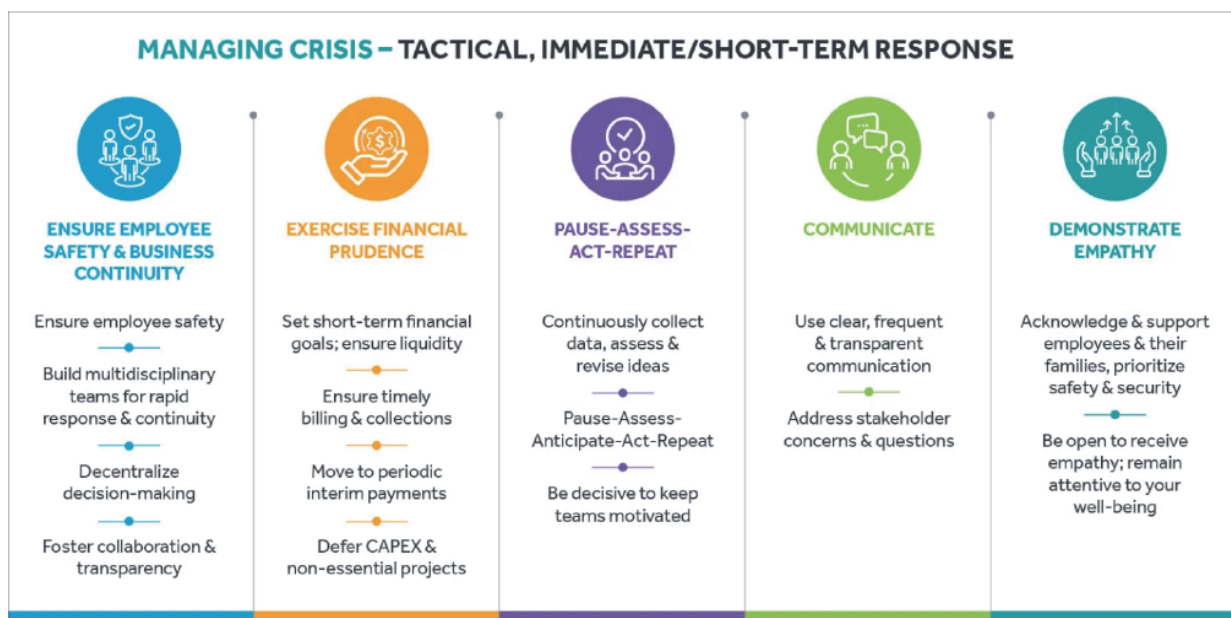 MANAGING CRISIS – TACTICAL, IMMEDIATE/SHORT-TERM RESPONSE
ENSURE EMPLOYEE
SAFETY & BUSINESS
CONTINUITY
Ensure employee safety
Build multidisciplinary
teams for rapid
response & continuity
Decentralize
decision-making
Foster collaboration &
transparency
$
EXERCISE FINANCIAL
PRUDENCE
Set short-term financial
goals; ensure liquidity
Ensure timely
billing & collections
Move to periodic
interim payments
Defer CAPEX &
non-essential projects
PAUSE-ASSESS-
ACT-REPEAT
Continuously collect
data, assess &
revise ideas
Pause-Assess-
Anticipate-Act-Repeat
Be decisive to keep
teams motivated
COMMUNICATE
Use clear, frequent
& transparent
communication
Address stakeholder
concerns & questions
DEMONSTRATE
EMPATHY
Acknowledge & support
employees & their
families, prioritize
safety & security
Be open to receive
empathy; remain
attentive to your
well-being